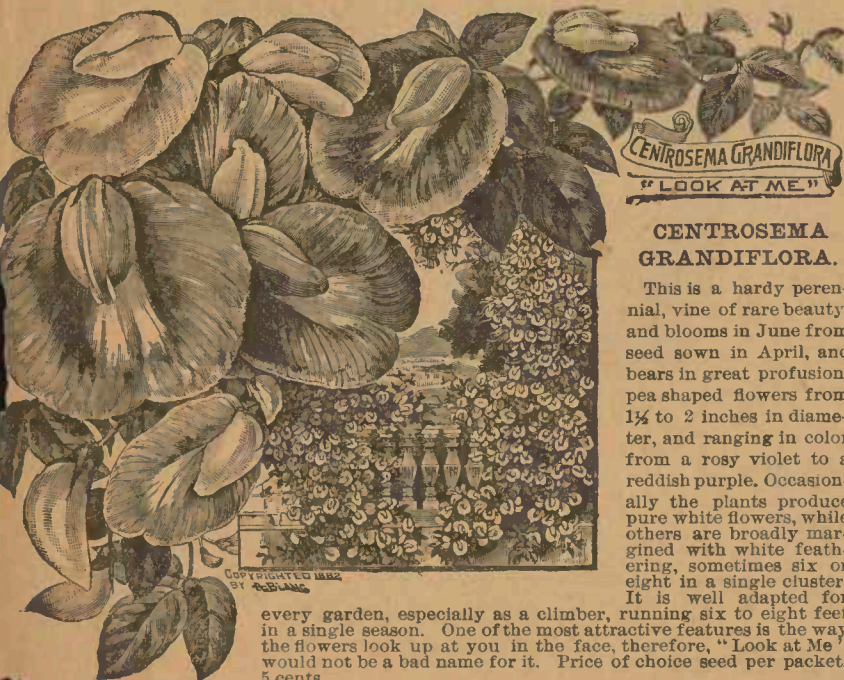 CENTROSEMA GRANDIFLORA
"LOOK AT ME"
CENTROSEMA
GRANDIFLORA.
This is a hardy peren-
nial, vine of rare beauty
and blooms in June from
seed sown in April, and
bears in great profusion
pea shaped flowers from
1½ to 2 inches in diame-
ter, and ranging in color
from a rosy violet to a
reddish purple. Occasion-
ally the plants produce
pure white flowers, while
others are broadly mar-
gined with white feath-
ering, sometimes six or
eight in a single cluster
It is well adapted for
every garden, especially as a climber, running six to eight feet
in a single season. One of the most attractive features is the way
the flowers look up at you in the face, therefore, "Look at Me"
would not be a bad name for it. Price of choice seed per packet
5 cents
COPYRIGHTED 1892
BY A. BLANC